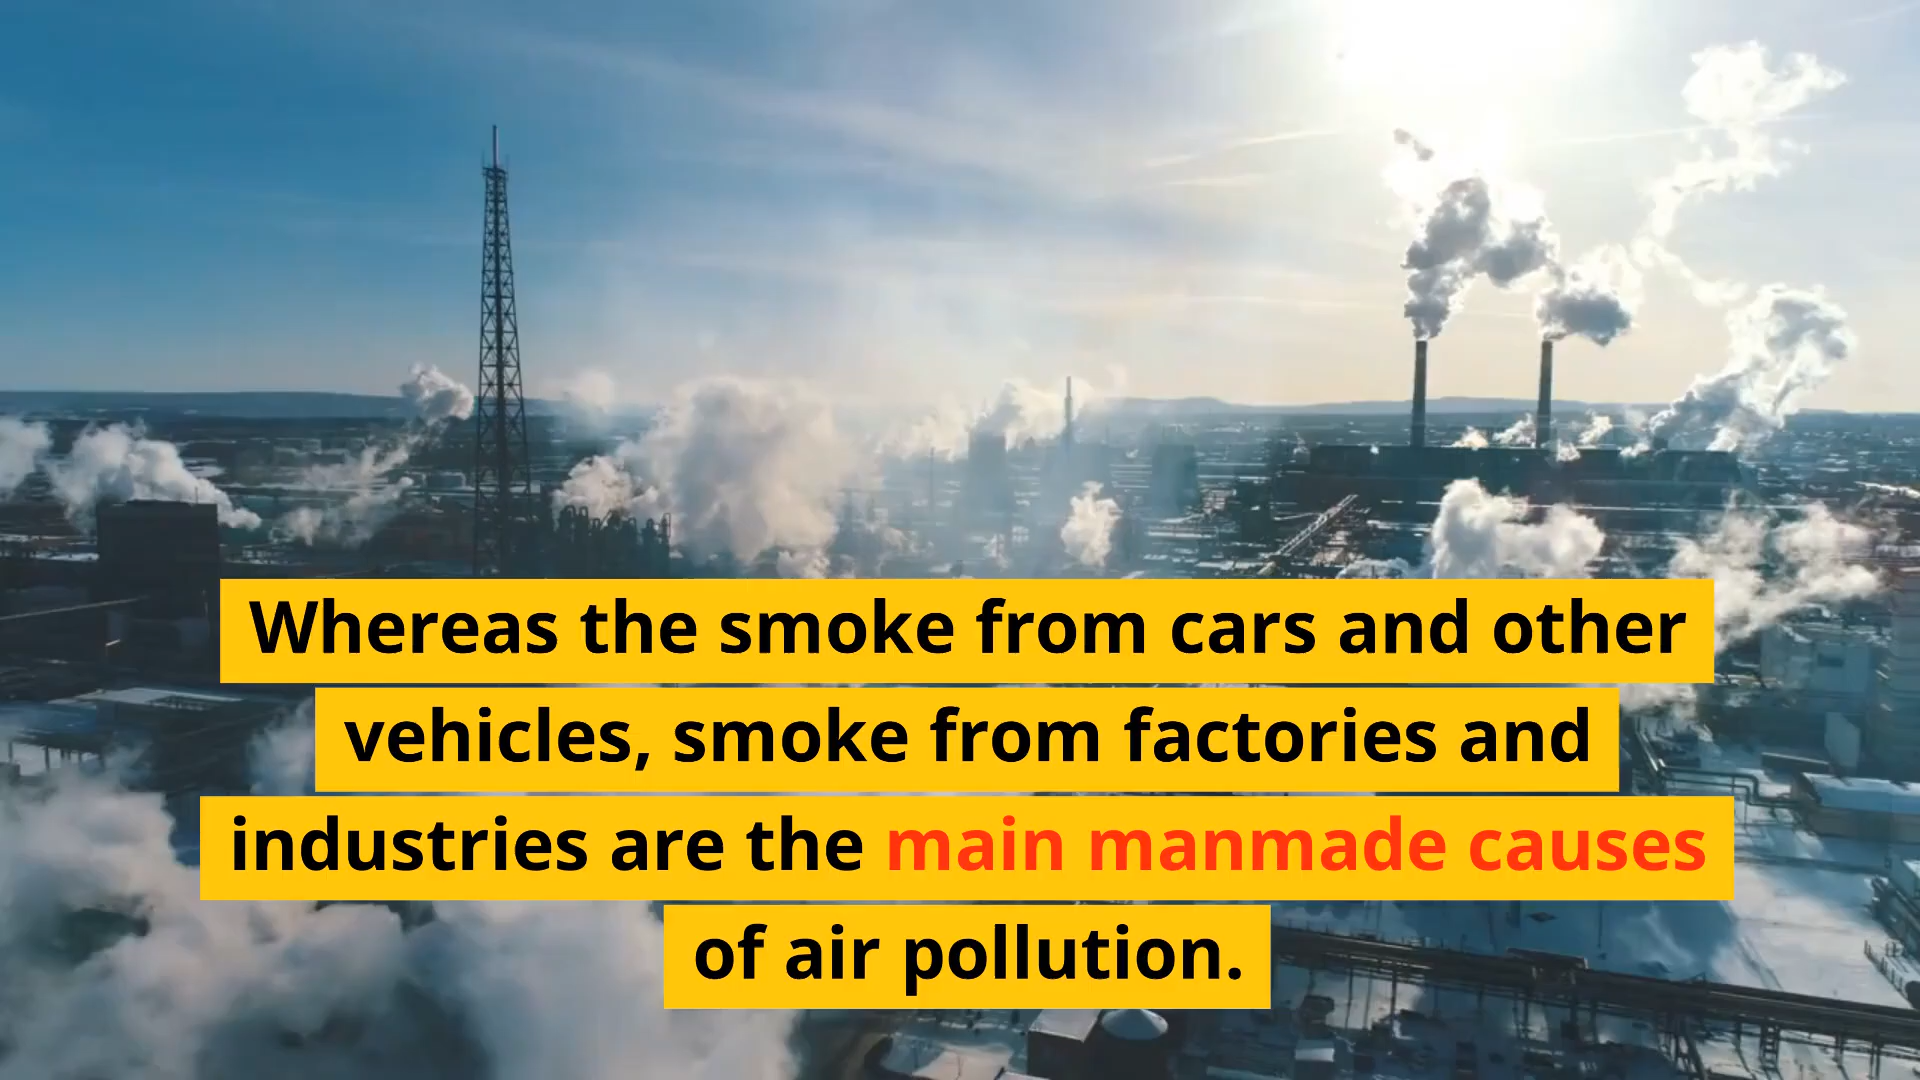 Whereas the smoke from cars and other
vehicles, smoke from factories and
industries are the main manmade causes
of air pollution.